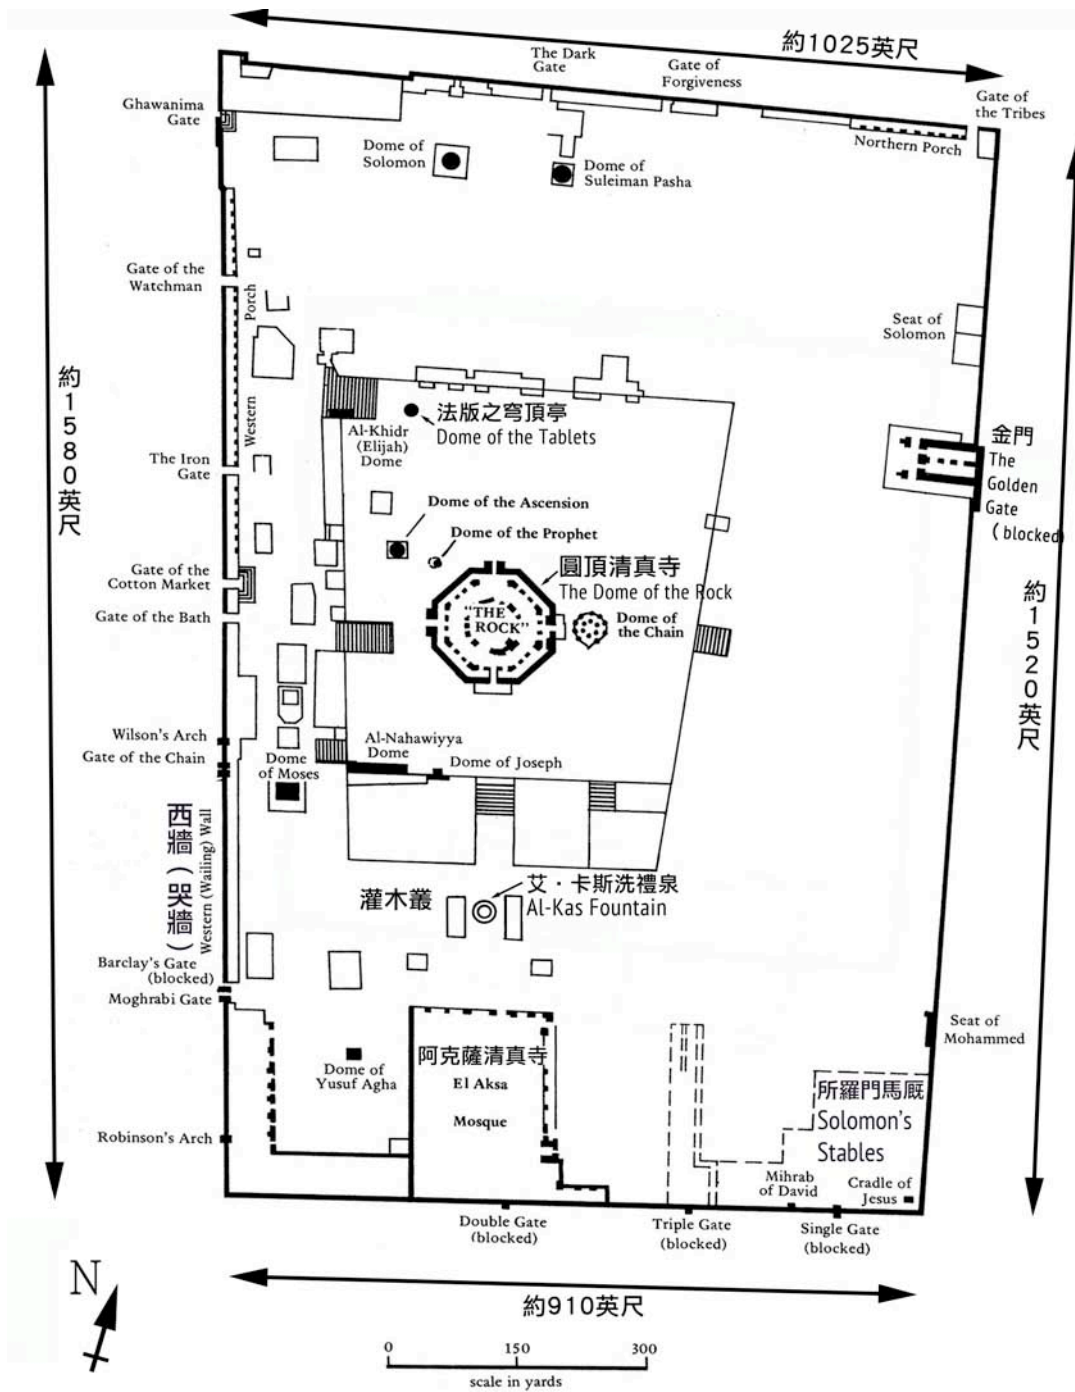 約1025英尺
The Dark
Gate
Gate of
Forgiveness
Gate of
the Tribes
Ghawanima
Gate
Northern Porch
Dome of
Solomon
Dome of
Suleiman Pasha
Gate of the
Watchman
Western Porch
Seat of
Solomon
約1580英尺
法版之穹頂亭
Dome of the Tablets
Al-Khidr
(Elijah)
Dome
金門
The
Golden
Gate
(blocked)
The Iron
Gate
Dome of the Ascension
Dome of the Prophet
圓頂清真寺
The Dome of the Rock
Gate of the
Cotton Market
Gate of the Bath
"THE
ROCK"
Dome of
the Chain
約1520英尺
Wilson's Arch
Gate of the Chain
Dome
of Moses
Al-Nahawiyya
Dome
Dome of Joseph
西牆(哭牆)
Western (Wailing) Wall
灌木叢
艾·卡斯洗禮泉
Al-Kas Fountain
Barclay's Gate
(blocked)
Moghrabi Gate
Seat of
Mohammed
Dome of
Yusuf Agha
阿克薩清真寺
El Aksa
Mosque
所羅門馬厩
Solomon's
Stables
Robinson's Arch
Mihrab
of David
Cradle of
Jesus
Double Gate
(blocked)
Triple Gate
(blocked)
Single Gate
(blocked)
N
約910英尺
0 150 300
scale in yards